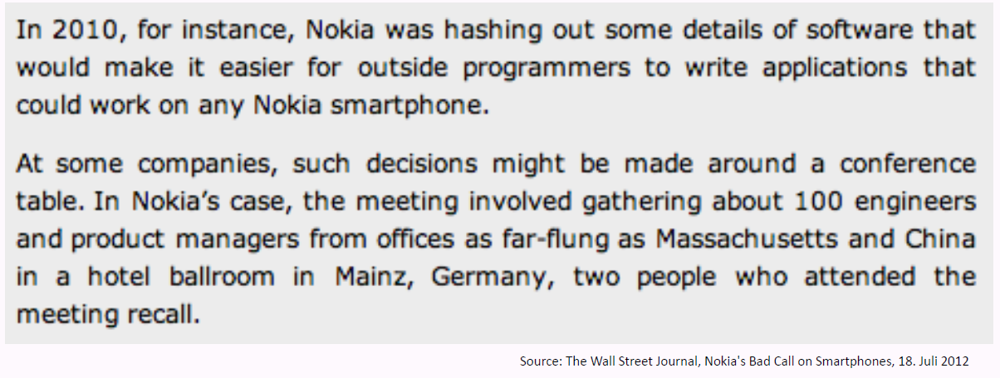 In 2010, for instance, Nokia was hashing out some details of software that
would make it easier for outside programmers to write applications that
could work on any Nokia smartphone.
At some companies, such decisions might be made around a conference
table. In Nokia’s case, the meeting involved gathering about 100 engineers
and product managers from offices as far-flung as Massachusetts and China
in a hotel ballroom in Mainz, Germany, two people who attended the
meeting recall.
Source: The Wall Street Journal, Nokia's Bad Call on Smartphones, 18. Juli 2012